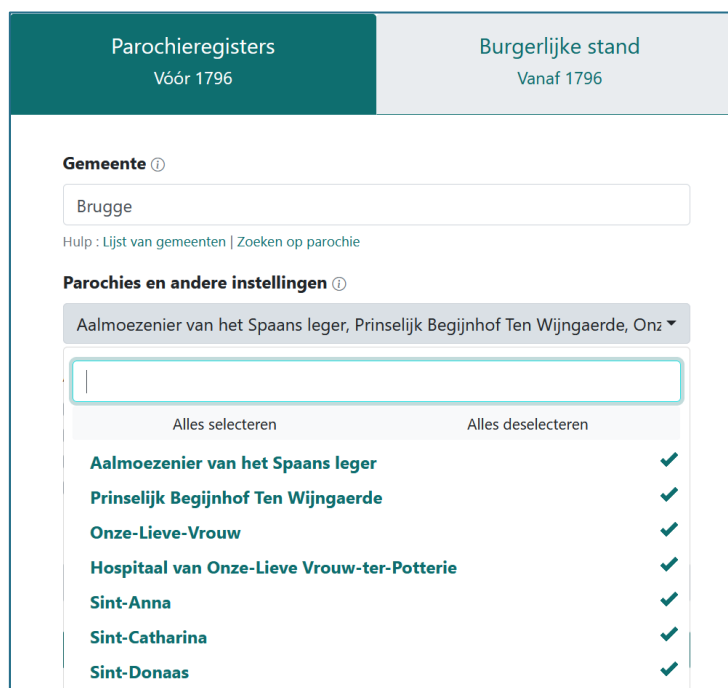 Parochieregisters
Vóór 1796
Burgerlijke stand
Vanaf 1796
Gemeente
Brugge
Hulp : Lijst van gemeenten | Zoeken op parochie
Parochies en andere instellingen
Aalmoezenier van het Spaans leger, Prinselijk Begijnhof Ten Wijngaerde, Onz
Alles selecteren
Alles deselecteren
Aalmoezenier van het Spaans leger
Prinselijk Begijnhof Ten Wijngaerde
Onze-Lieve-Vrouw
Hospitaal van Onze-Lieve Vrouw-ter-Potterie
Sint-Anna
Sint-Catharina
Sint-Donaas